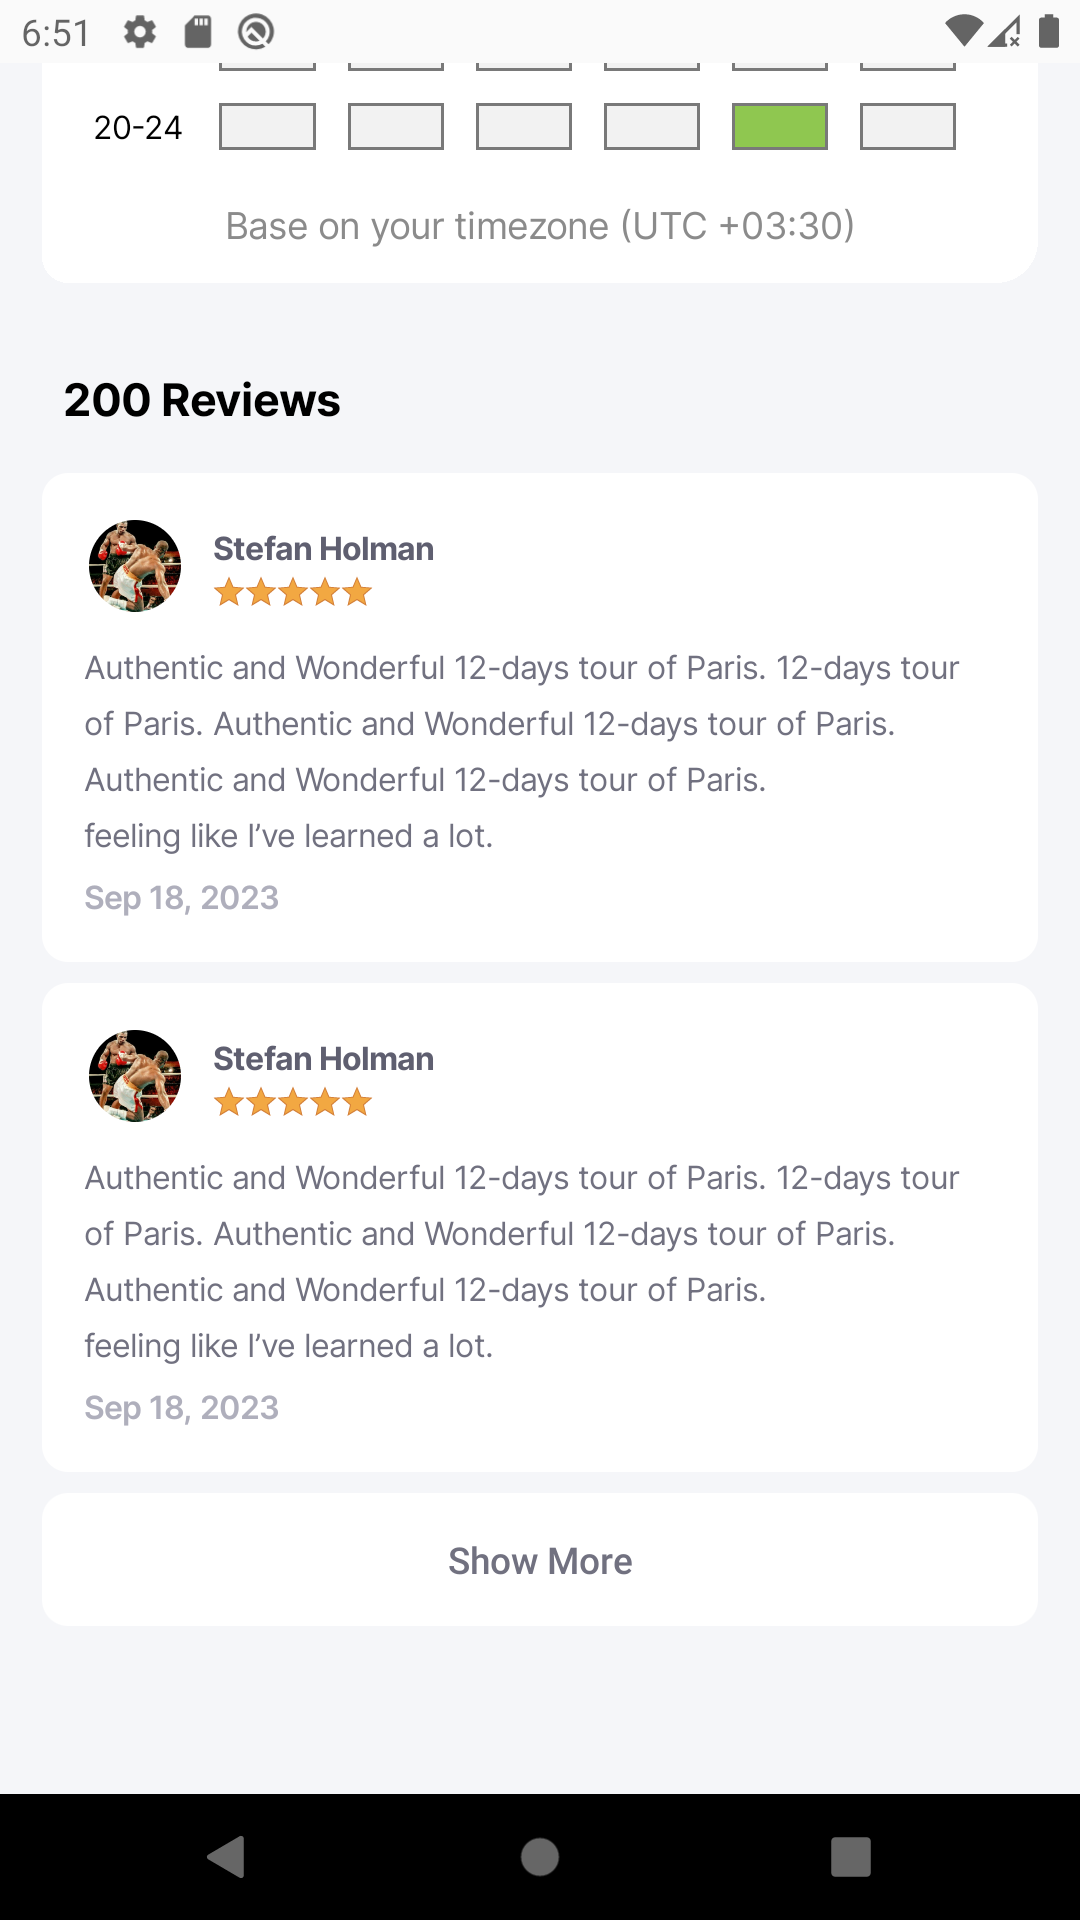 6:51
20-24
Base on your timezone (UTC +03:30)
200 Reviews
Stefan Holman
Authentic and Wonderful 12-days tour of Paris. 12-days tour
of Paris. Authentic and Wonderful 12-days tour of Paris.
Authentic and Wonderful 12-days tour of Paris.
feeling like I’ve learned a lot.
Sep 18, 2023
Stefan Holman
Authentic and Wonderful 12-days tour of Paris. 12-days tour
of Paris. Authentic and Wonderful 12-days tour of Paris.
Authentic and Wonderful 12-days tour of Paris.
feeling like I’ve learned a lot.
Sep 18, 2023
Show More